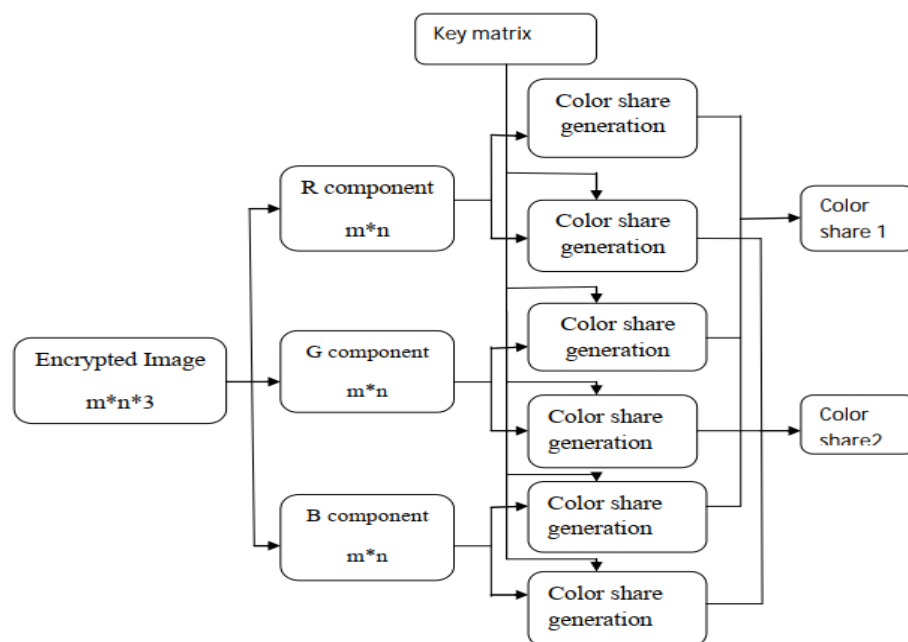 Key matrix
Color share
generation
R component
m*n
Color share
generation
Color
share 1
Color share
generation
Encrypted Image
m*n*3
G component
m*n
Color share
generation
Color
share2
Color share
generation
B component
m*n
Color share
generation